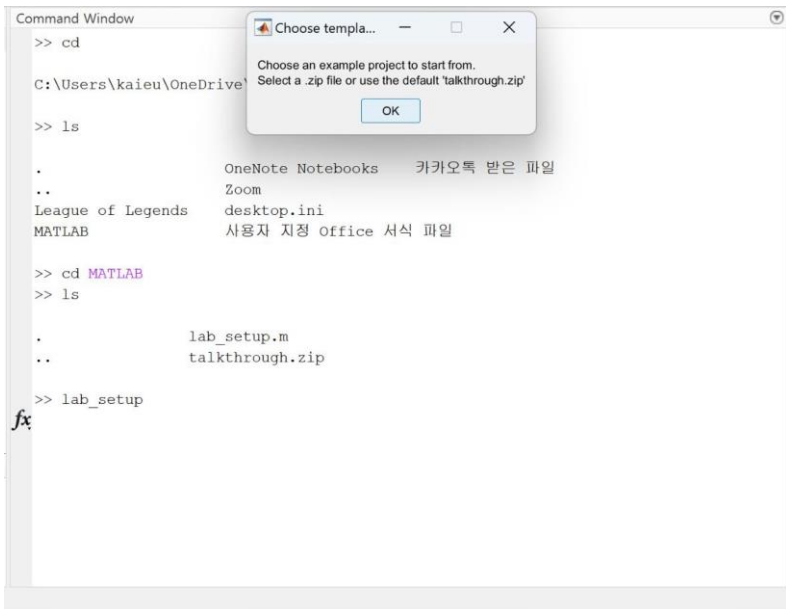 Command Window
>> cd
C:\Users\kaieu\OneDrive\
>> ls
. OneNote Notebooks 카카오톡 받은 파일
.. Zoom
League of Legends desktop.ini
MATLAB 사용자 지정 Office 서식 파일
>> cd MATLAB
>> ls
. lab_setup.m
.. talkthrough.zip
>> lab_setup
fx
Choose templa...
Choose an example project to start from.
Select a .zip file or use the default 'talkthrough.zip'
OK